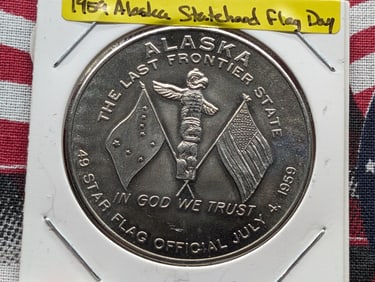 1959 Alaska Statehood Flag Day
ALASKA
THE LAST FRONTIER STATE
IN GOD WE TRUST
49 STAR FLAG OFFICIAL JULY 4, 1959